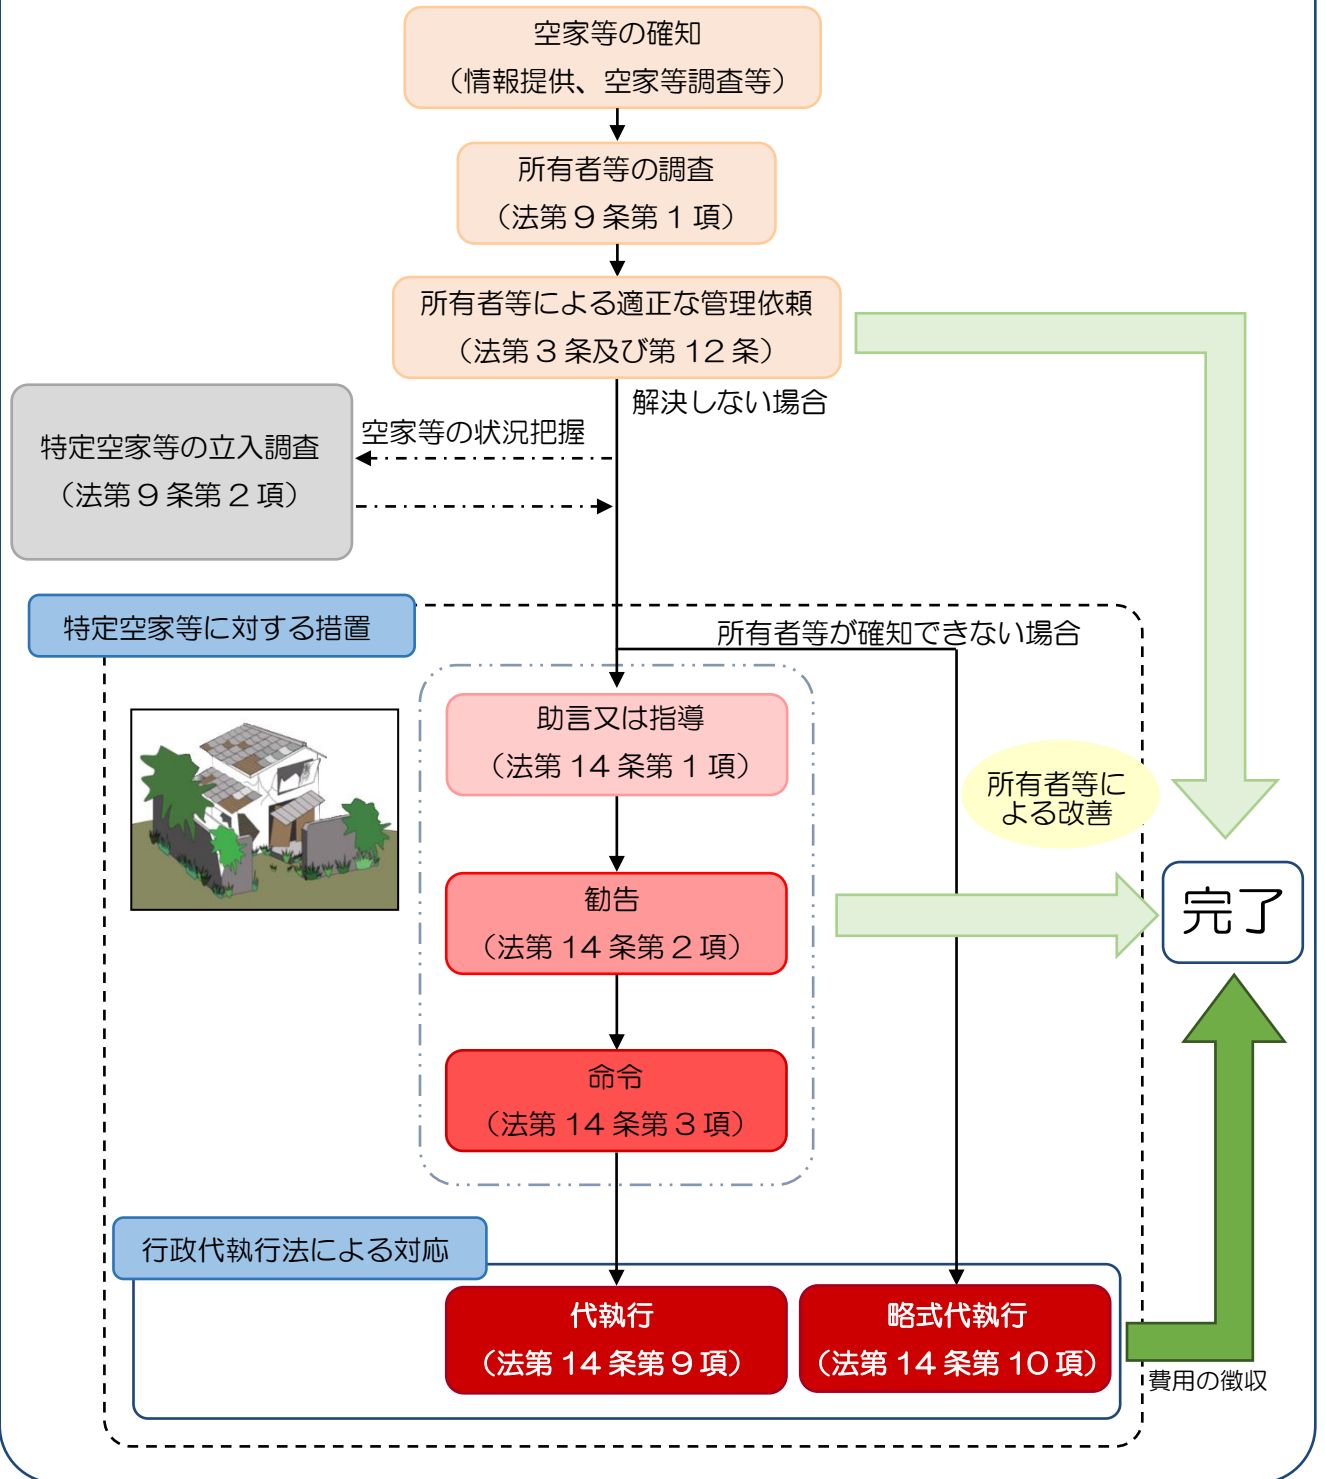 空家等の確知
（情報提供、空家等調査等）
所有者等の調査
（法第９条第１項）
所有者等による適正な管理依頼
（法第３条及び第12条）
解決しない場合
空家等の状況把握
特定空家等の立入調査
（法第９条第２項）
特定空家等に対する措置
所有者等が確知できない場合
助言又は指導
（法第14条第１項）
所有者等に
よる改善
勧告
（法第14条第２項）
完了
命令
（法第14条第３項）
行政代執行法による対応
代執行
（法第14条第９項）
略式代執行
（法第14条第10項）
費用の徴収